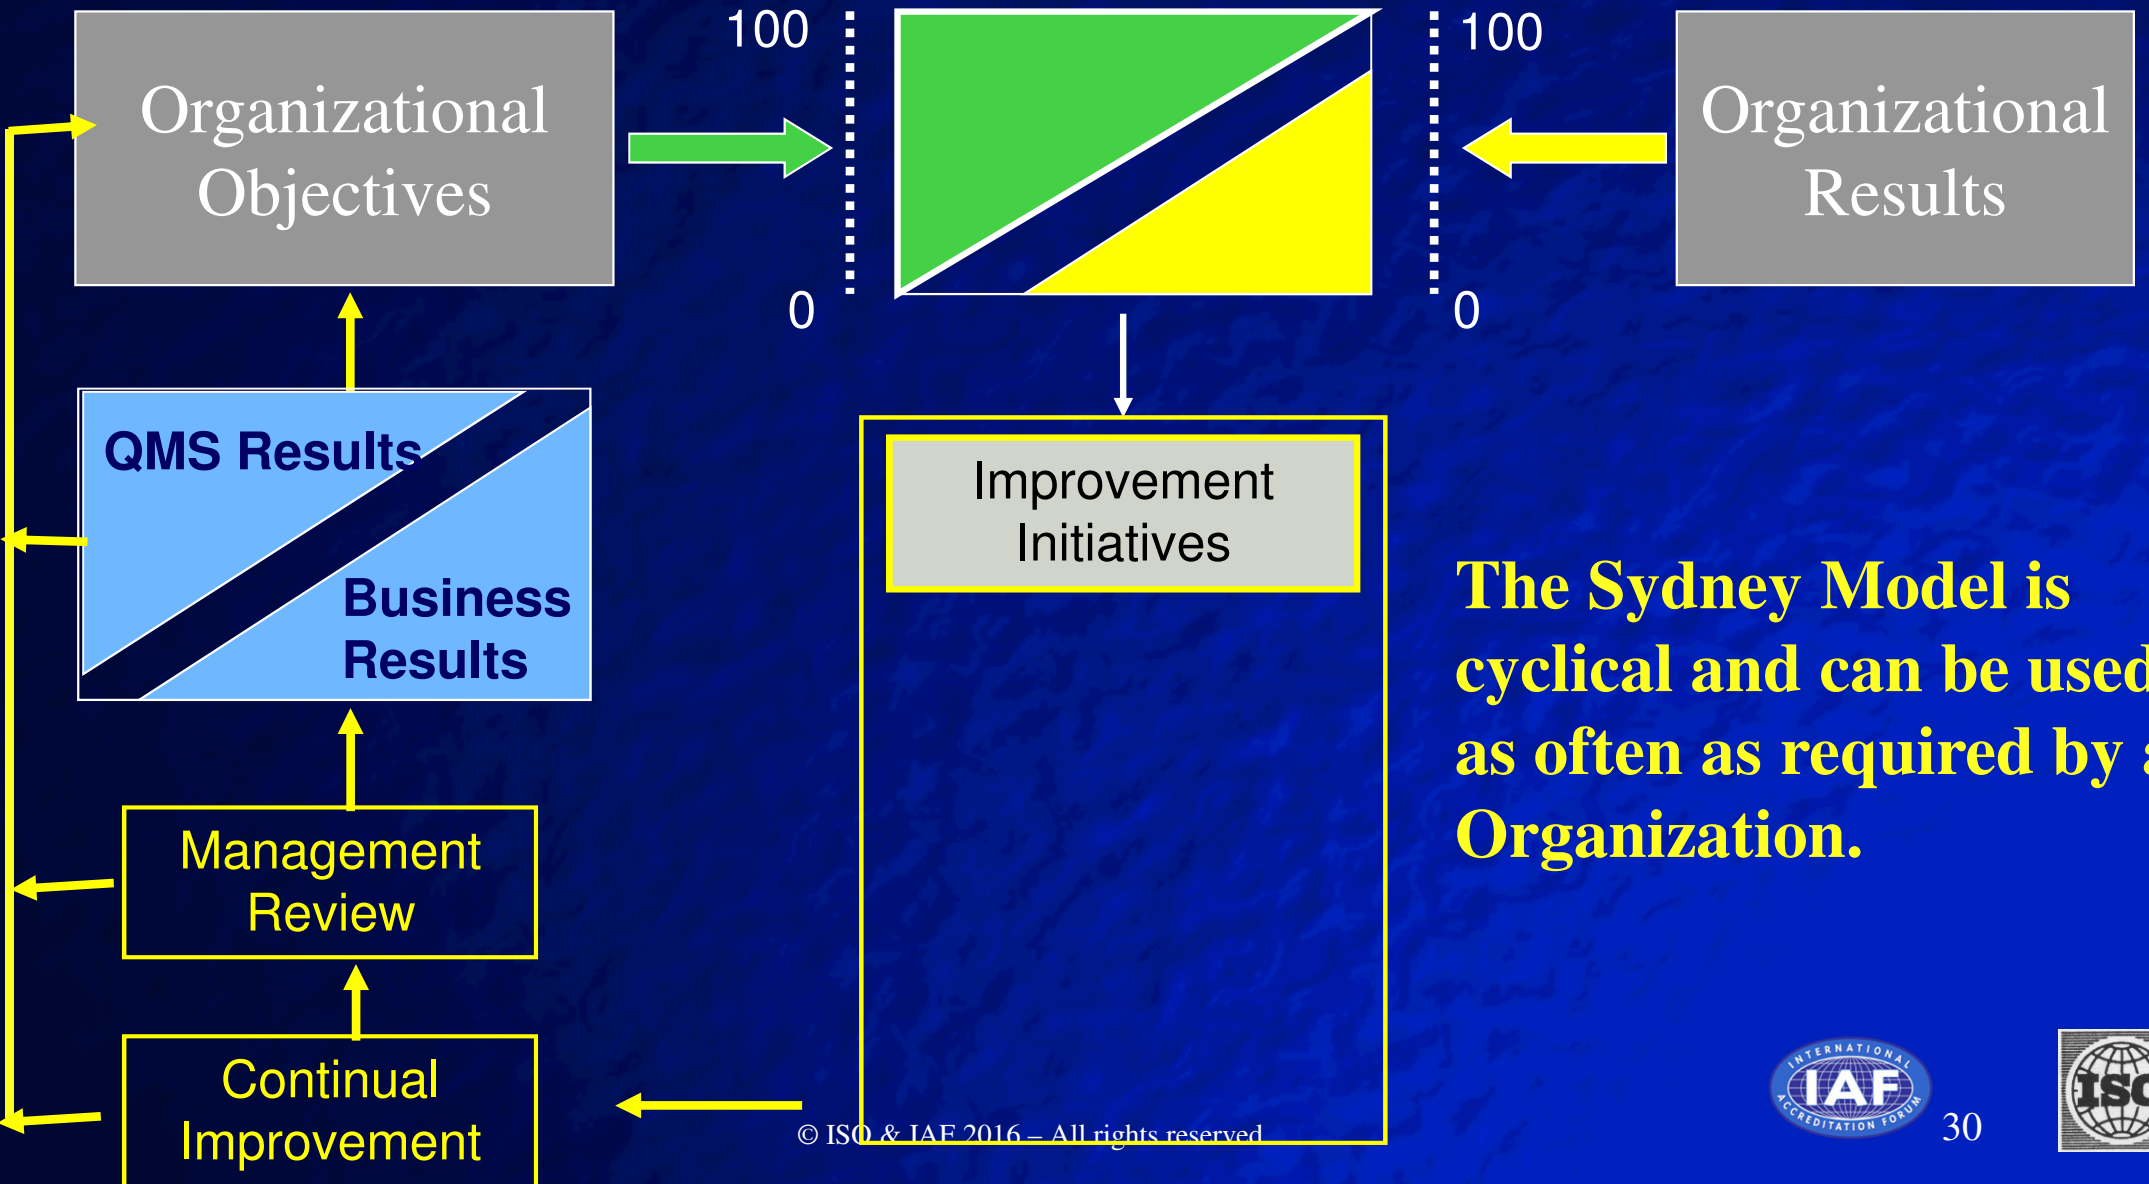 Organizational
Objectives
100
0
100
0
Organizational
Results
QMS Results
Business
Results
Improvement
Initiatives
The Sydney Model is
cyclical and can be used
as often as required by a
Organization.
Management
Review
Continual
Improvement
© ISO & IAF 2016 – All rights reserved
INTERNATIONAL
IAF
ACCREDITATION FORUM
30
ISO